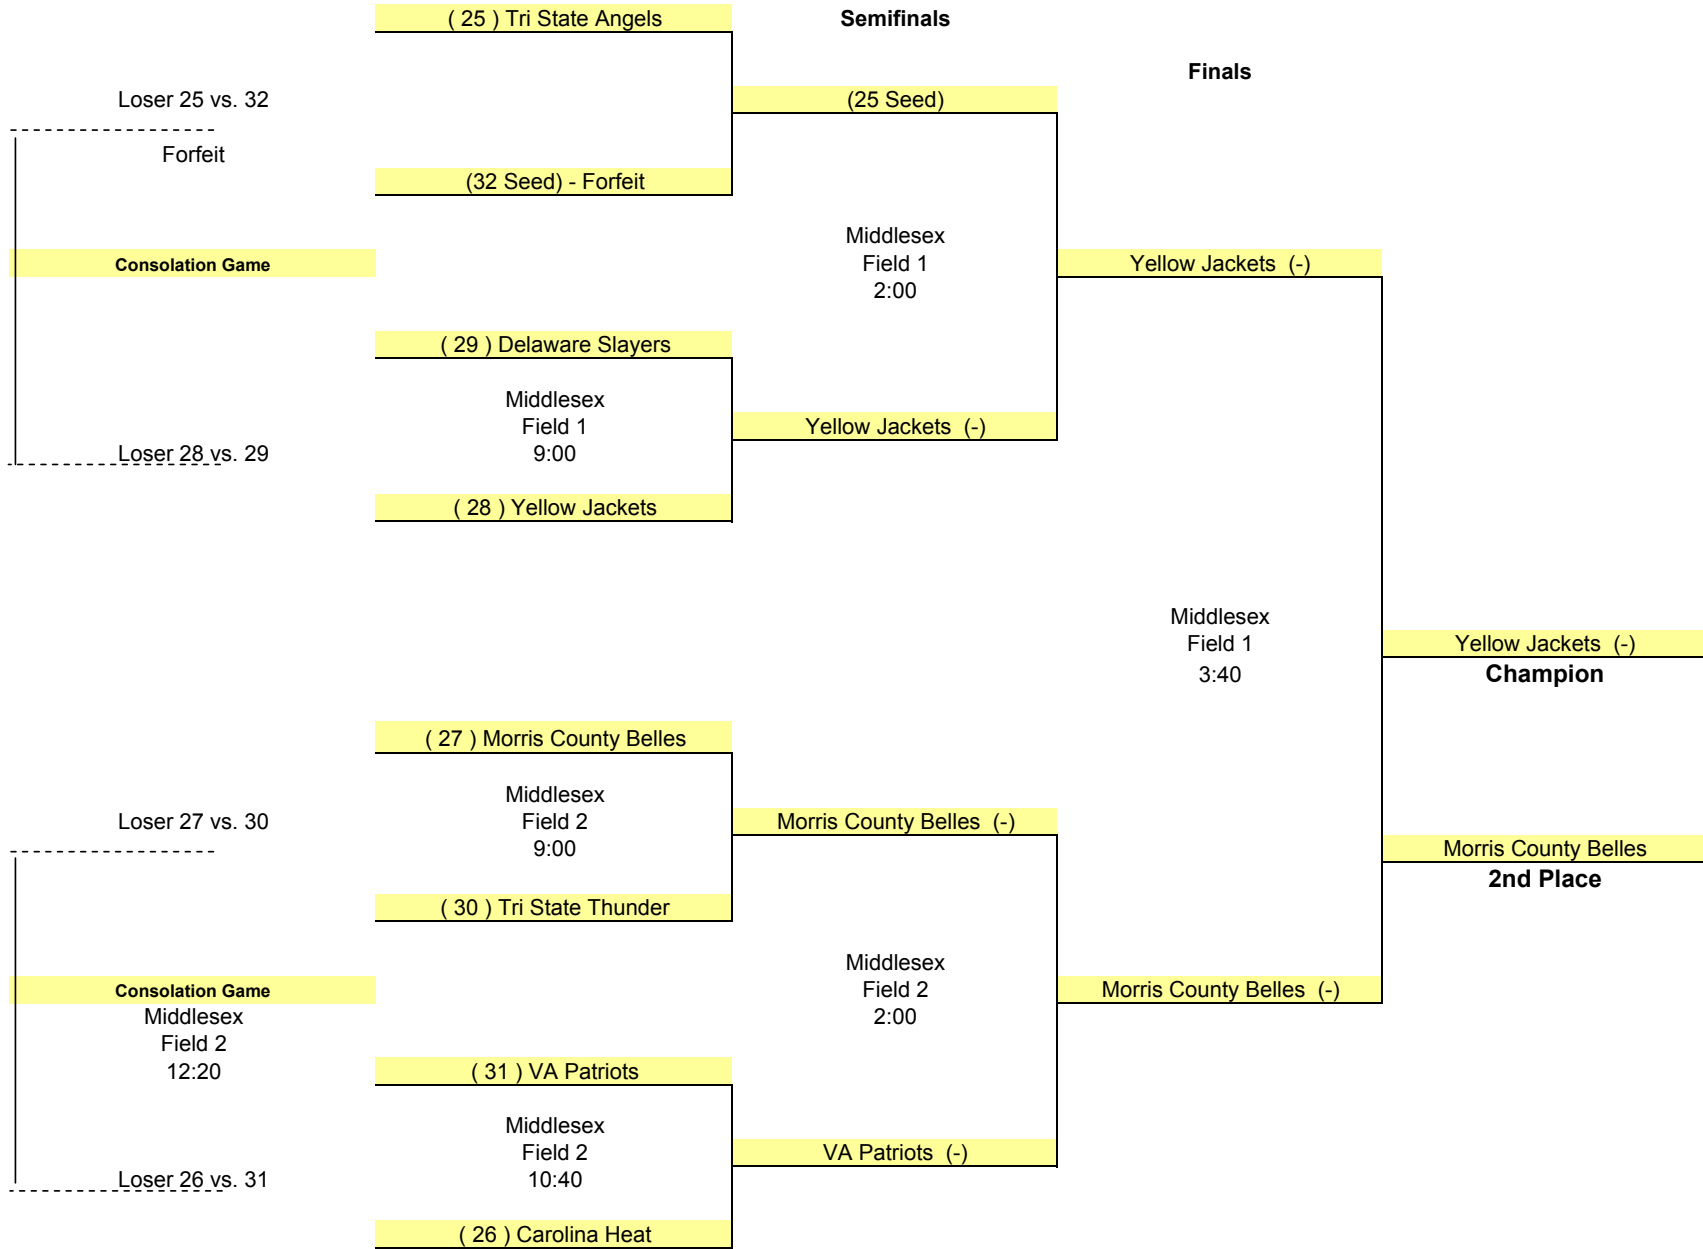 ( 25 ) Tri State Angels
Semifinals
Finals
Loser 25 vs. 32
(25 Seed)
Forfeit
(32 Seed) - Forfeit
Middlesex
Field 1
2:00
Consolation Game
Yellow Jackets (-)
( 29 ) Delaware Slayers
Middlesex
Field 1
9:00
Yellow Jackets (-)
Loser 28 vs. 29
( 28 ) Yellow Jackets
Middlesex
Field 1
3:40
Yellow Jackets (-)
Champion
( 27 ) Morris County Belles
Middlesex
Field 2
9:00
Loser 27 vs. 30
Morris County Belles (-)
Morris County Belles
2nd Place
( 30 ) Tri State Thunder
Middlesex
Field 2
2:00
Consolation Game
Middlesex
Field 2
12:20
Morris County Belles (-)
( 31 ) VA Patriots
Middlesex
Field 2
10:40
VA Patriots (-)
Loser 26 vs. 31
( 26 ) Carolina Heat